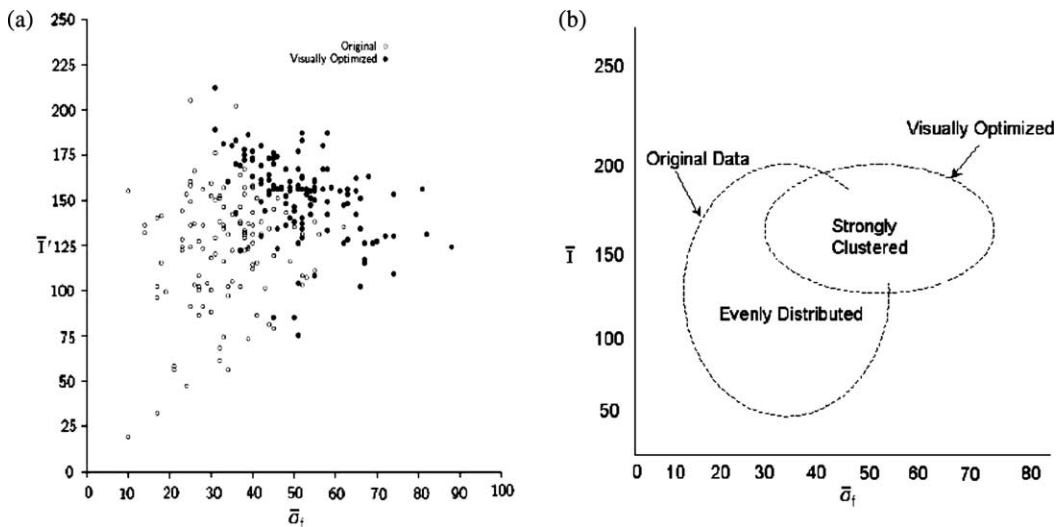 (a)
250
225
200
175
150
125
100
75
50
25
0
Ī'
Original
Visually Optimized
0 10 20 30 40 50 60 70 80 90 100
ā_f
(b)
250
200
150
100
50
Ī
Original Data
Visually Optimized
Strongly
Clustered
Evenly Distributed
0 10 20 30 40 50 60 70 80
ā_f